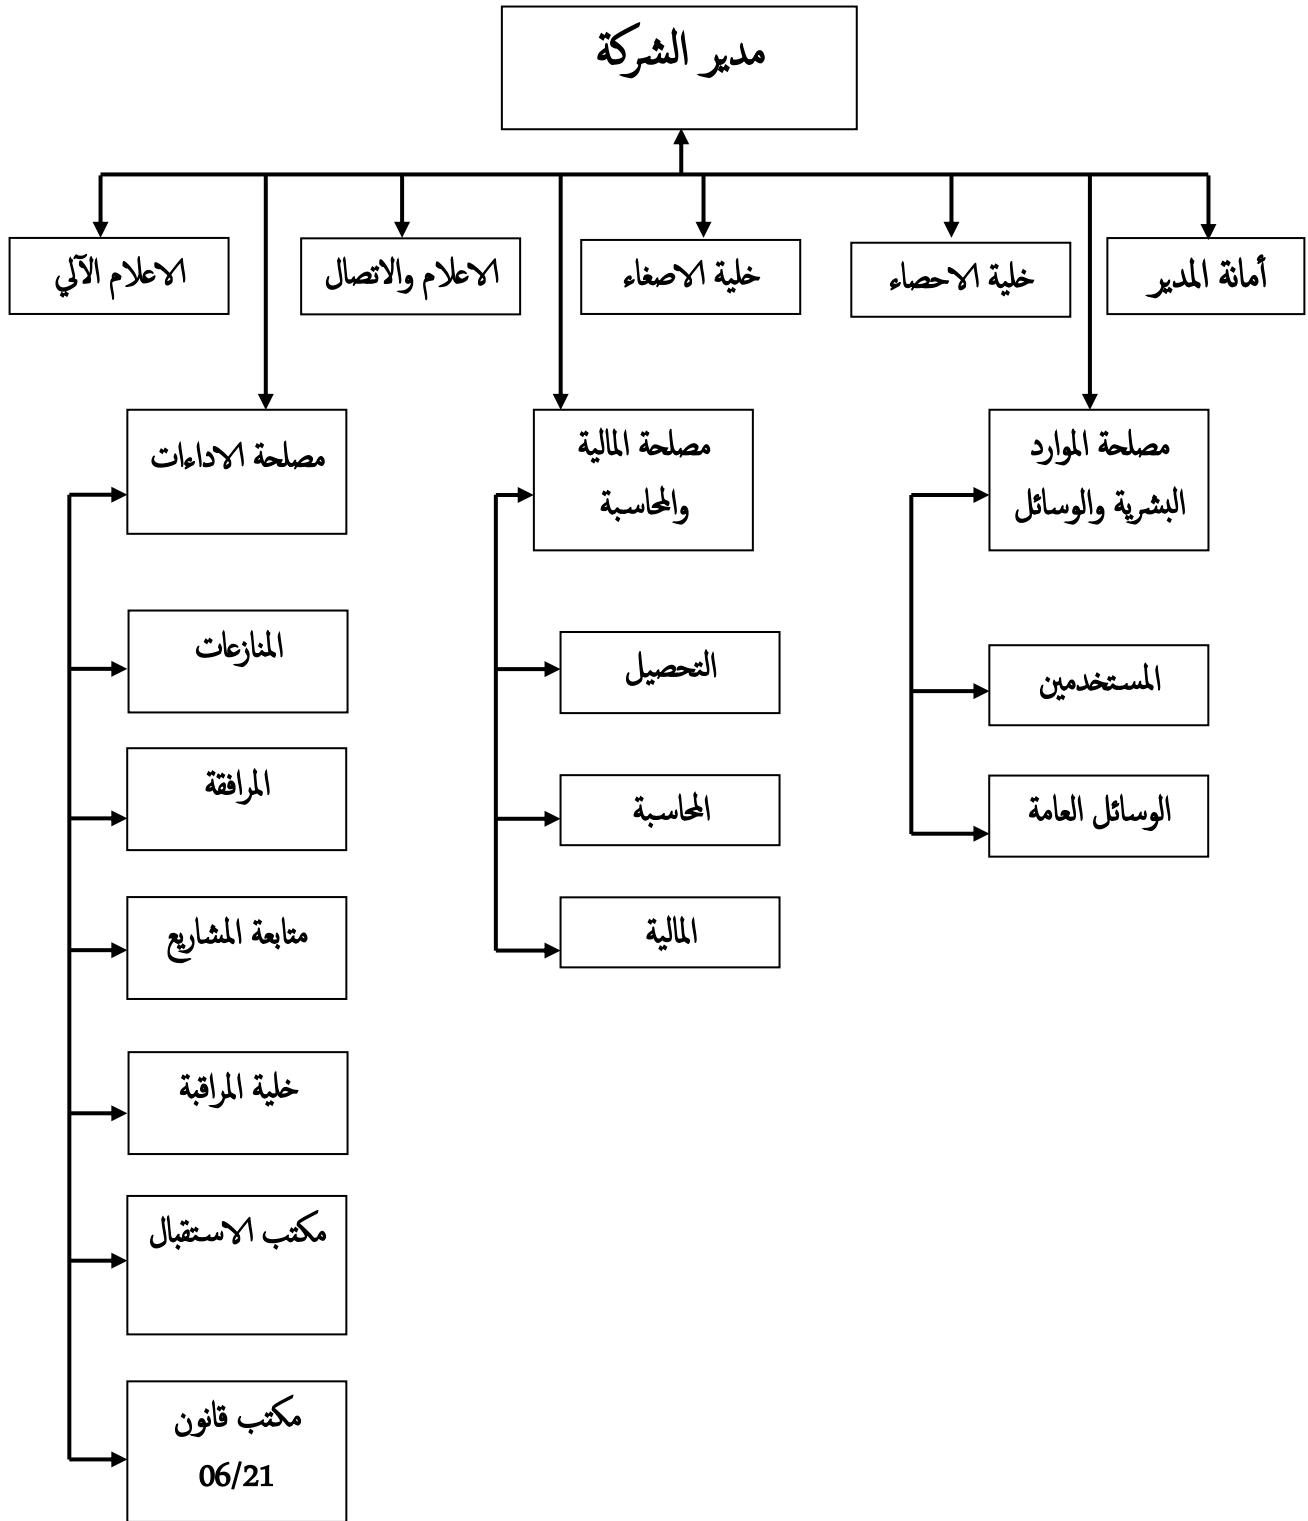 مدير الشركة
أمانة المدير
خلية الاحصاء
خلية الاصغاء
الاعلام والاتصال
الاعلام الآلي
مصلحة الموارد
البشرية والوسائل
مصلحة المالية
والمحاسبة
مصلحة الاداءات
المستخدمين
الوسائل العامة
التحصيل
المحاسبة
المالية
المنازعات
المرافقة
متابعة المشاريع
خلية المراقبة
مكتب الاستقبال
مكتب قانون
06/21